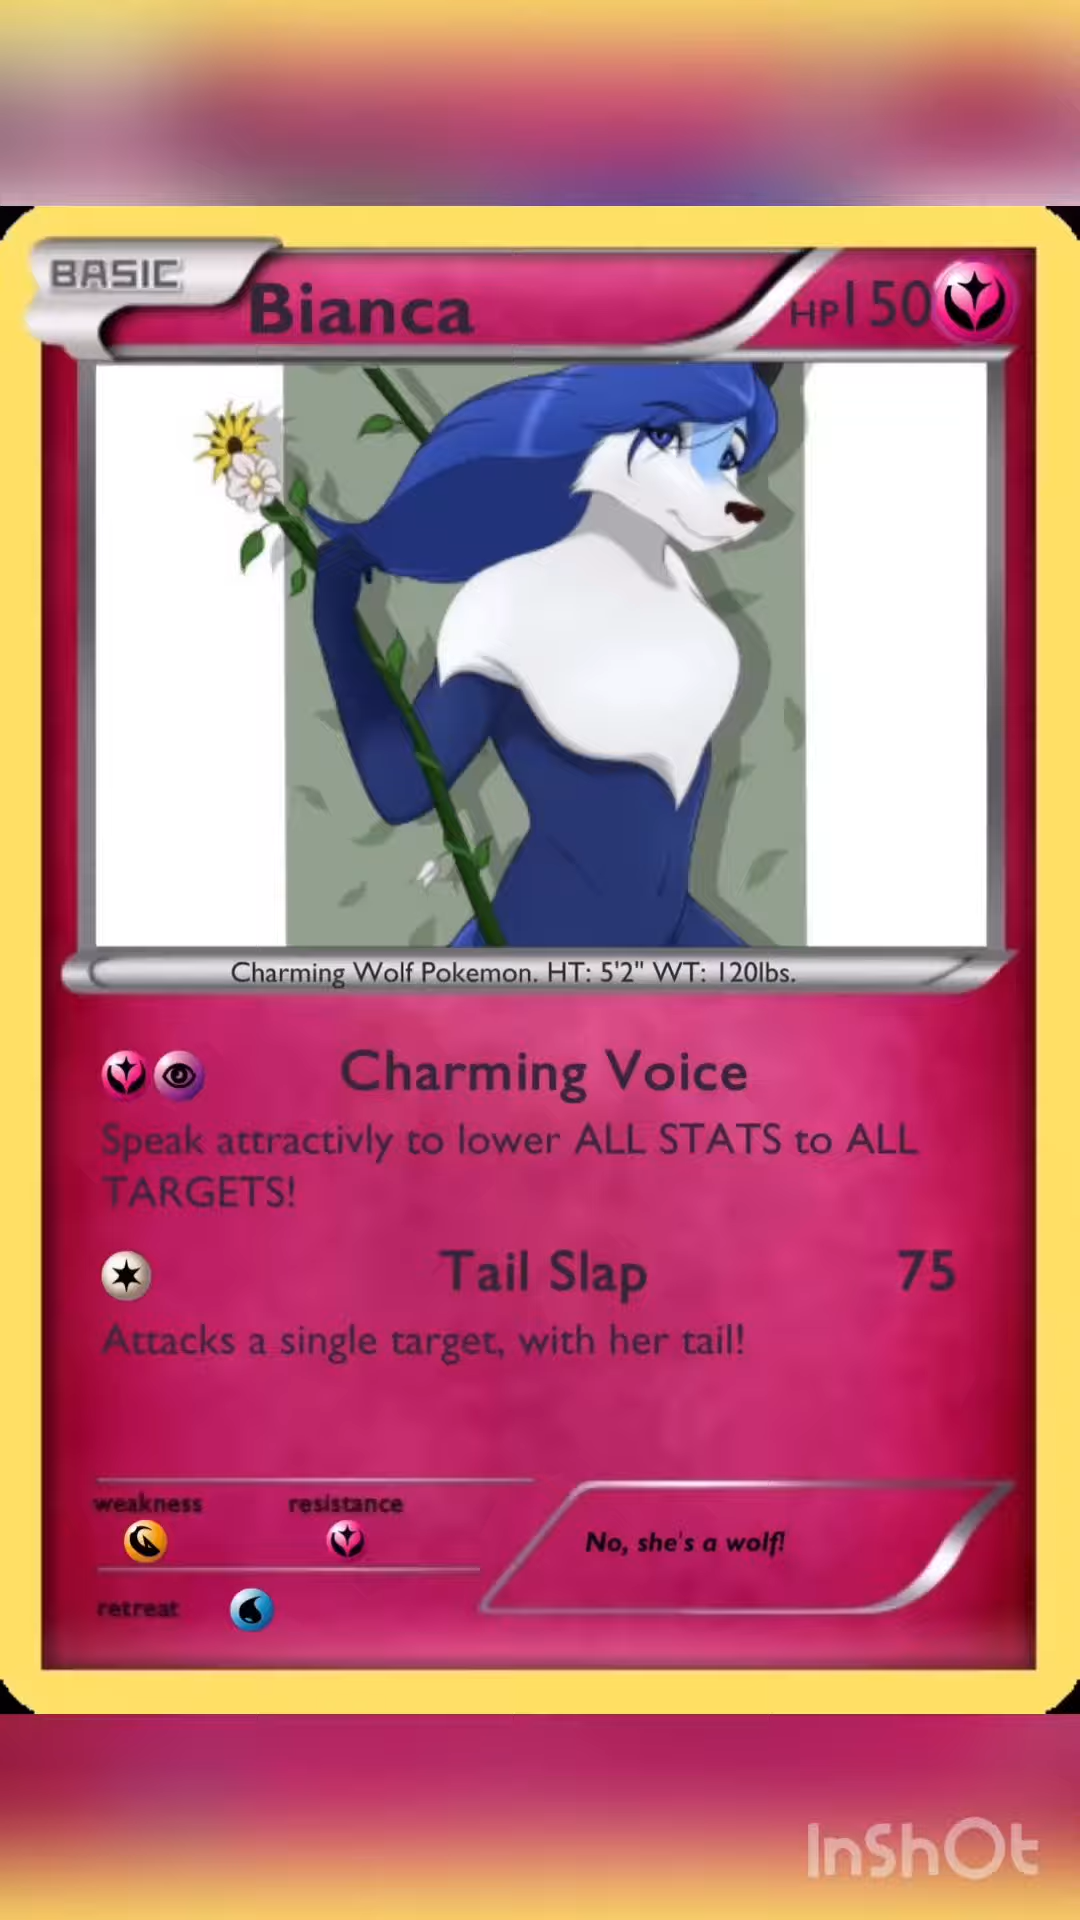 BASIC
Bianca
HP150
Charming Wolf Pokemon. HT: 5'2" WT: 120lbs.
Charming Voice
Speak attractivly to lower ALL STATS to ALL
TARGETS!
Tail Slap 75
Attacks a single target, with her tail!
weakness resistance
No, she's a wolf!
retreat
InShOt